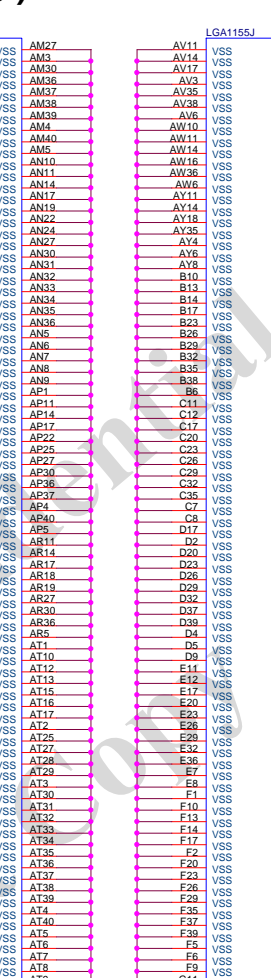 LGA1155J
VSS AM27 AV11 VSS
VSS AM3 AV14 VSS
VSS AM30 AV17 VSS
VSS AM36 AV3 VSS
VSS AM37 AV35 VSS
VSS AM38 AV38 VSS
VSS AM39 AV6 VSS
VSS AM4 AW10 VSS
VSS AM40 AW11 VSS
VSS AM5 AW14 VSS
VSS AN10 AW16 VSS
VSS AN11 AW36 VSS
VSS AN14 AW6 VSS
VSS AN17 AY11 VSS
VSS AN19 AY14 VSS
VSS AN22 AY18 VSS
VSS AN24 AY35 VSS
VSS AN27 AY4 VSS
VSS AN30 AY6 VSS
VSS AN31 AY8 VSS
VSS AN32 B10 VSS
VSS AN33 B13 VSS
VSS AN34 B14 VSS
VSS AN35 B17 VSS
VSS AN36 B23 VSS
VSS AN5 B26 VSS
VSS AN6 B29 VSS
VSS AN7 B32 VSS
VSS AN8 B35 VSS
VSS AN9 B38 VSS
VSS AP1 B6 VSS
VSS AP11 C11 VSS
VSS AP14 C12 VSS
VSS AP17 C17 VSS
VSS AP22 C20 VSS
VSS AP25 C23 VSS
VSS AP27 C26 VSS
VSS AP30 C29 VSS
VSS AP36 C32 VSS
VSS AP37 C35 VSS
VSS AP4 C7 VSS
VSS AP40 C8 VSS
VSS AP5 D17 VSS
VSS AR11 D2 VSS
VSS AR14 D20 VSS
VSS AR17 D23 VSS
VSS AR18 D26 VSS
VSS AR19 D29 VSS
VSS AR27 D32 VSS
VSS AR30 D37 VSS
VSS AR36 D39 VSS
VSS AR5 D4 VSS
VSS AT1 D5 VSS
VSS AT10 D9 VSS
VSS AT12 E11 VSS
VSS AT13 E12 VSS
VSS AT15 E17 VSS
VSS AT16 E20 VSS
VSS AT17 E23 VSS
VSS AT2 E26 VSS
VSS AT25 E29 VSS
VSS AT27 E32 VSS
VSS AT28 E36 VSS
VSS AT29 E7 VSS
VSS AT3 E8 VSS
VSS AT30 F1 VSS
VSS AT31 F10 VSS
VSS AT32 F13 VSS
VSS AT33 F14 VSS
VSS AT34 F17 VSS
VSS AT35 F2 VSS
VSS AT36 F20 VSS
VSS AT37 F23 VSS
VSS AT38 F26 VSS
VSS AT39 F29 VSS
VSS AT4 F35 VSS
VSS AT40 F37 VSS
VSS AT5 F39 VSS
VSS AT6 F5 VSS
VSS AT7 F6 VSS
VSS AT8 F9 VSS
Copy